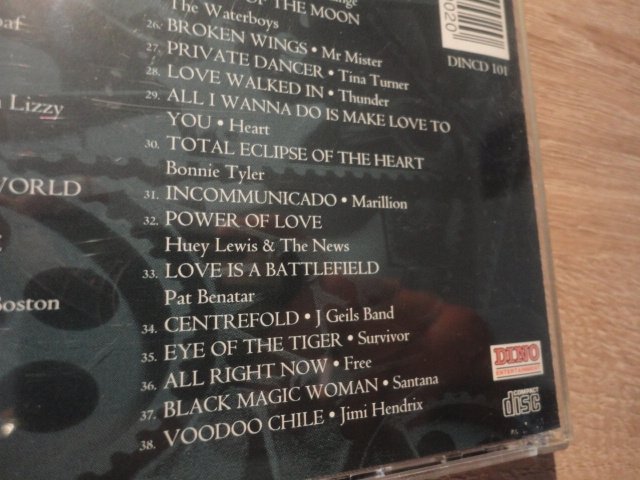 OF THE MOON
The Waterboys
26. BROKEN WINGS • Mr Mister
27. PRIVATE DANCER • Tina Turner
28. LOVE WALKED IN • Thunder
29. ALL I WANNA DO IS MAKE LOVE TO
YOU • Heart
30. TOTAL ECLIPSE OF THE HEART
Bonnie Tyler
31. INCOMMUNICADO • Marillion
32. POWER OF LOVE
Huey Lewis & The News
33. LOVE IS A BATTLEFIELD
Pat Benatar
34. CENTREFOLD • J Geils Band
35. EYE OF THE TIGER • Survivor
36. ALL RIGHT NOW • Free
37. BLACK MAGIC WOMAN • Santana
38. VOODOO CHILE • Jimi Hendrix
Lizzy
WORLD
Boston
DINCD 101
DINO
ENTERTAINMENT
COMPACT
disc